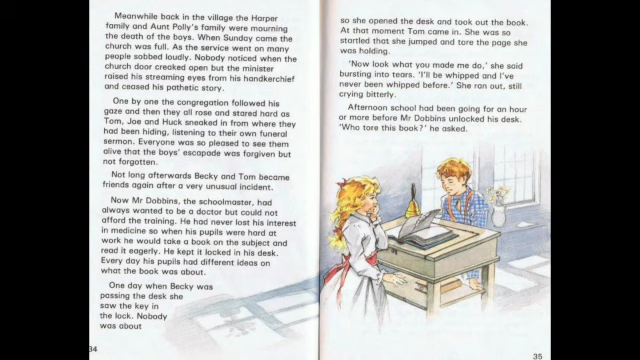 Meanwhile back in the village the Harper
family and Aunt Polly's family were mourning
the death of the boys. When Sunday came the
church was full. As the service went on many
people sobbed loudly. Nobody noticed when the
church door creaked open but the minister
raised his streaming eyes from his handkerchief
and ceased his pathetic story.
One by one the congregation followed his
gaze and then they all rose and stared hard as
Tom, Joe and Huck sneaked in from where they
had been hiding, listening to their own funeral
sermon. Everyone was so pleased to see them
alive that the boys' escapade was forgiven but
not forgotten.
Not long afterwards Becky and Tom became
friends again after a very unusual incident.
Now Mr Dobbins, the schoolmaster, had
always wanted to be a doctor but could not
afford the training. He had never lost his interest
in medicine so when his pupils were hard at
work he would take a book on the subject and
read it eagerly. He kept it locked in his desk.
Every day his pupils had different ideas on
what the book was about.
One day when Becky was
passing the desk she
saw the key in
the lock. Nobody
was about
34
so she opened the desk and took out the book.
At that moment Tom came in. She was so
startled that she jumped and tore the page she
was holding.
'Now look what you made me do,' she said
bursting into tears. 'I'll be whipped and I've
never been whipped before.' She ran out, still
crying bitterly.
Afternoon school had been going for an hour
or more before Mr Dobbins unlocked his desk.
'Who tore this book?' he asked.
35